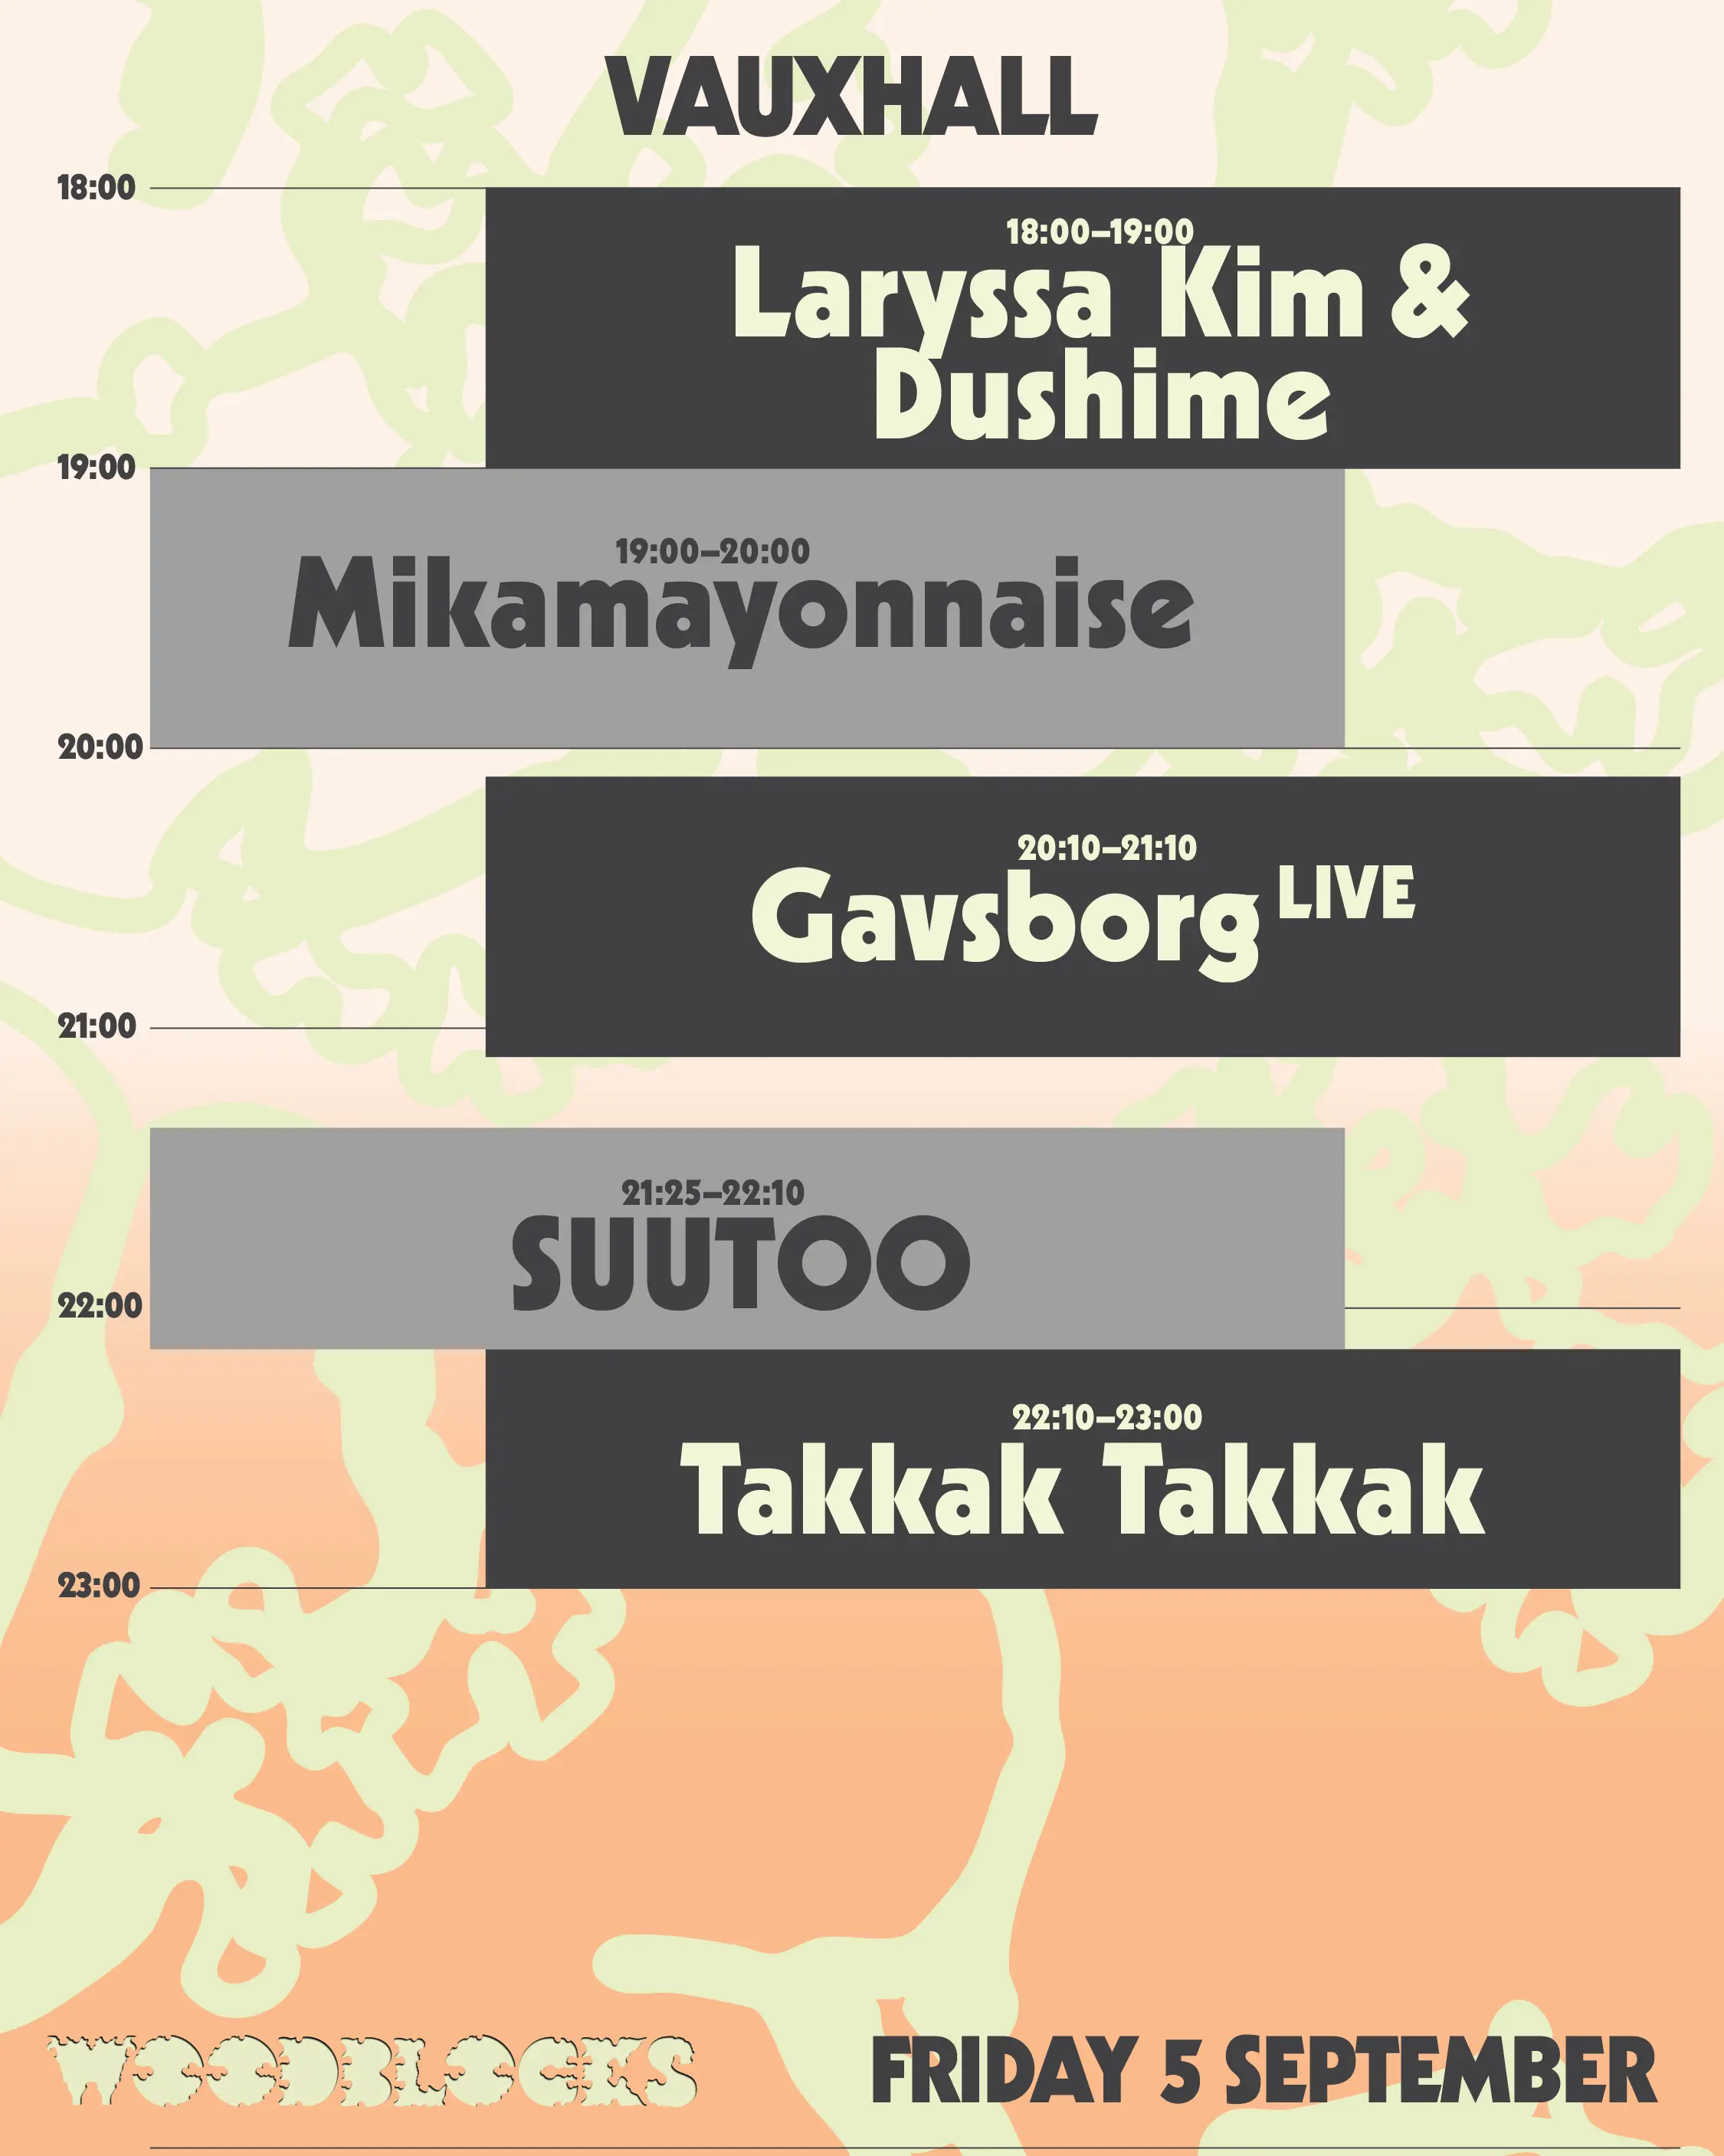 VAUXHALL
18:00
18:00–19:00
Laryssa Kim &
Dushime
19:00
19:00–20:00
Mikamayonnaise
20:00
20:10–21:10
Gavsborg LIVE
21:00
21:25–22:10
SUUTOO
22:00
22:10–23:00
Takkak Takkak
23:00
WOODBLOCKS
FRIDAY 5 SEPTEMBER